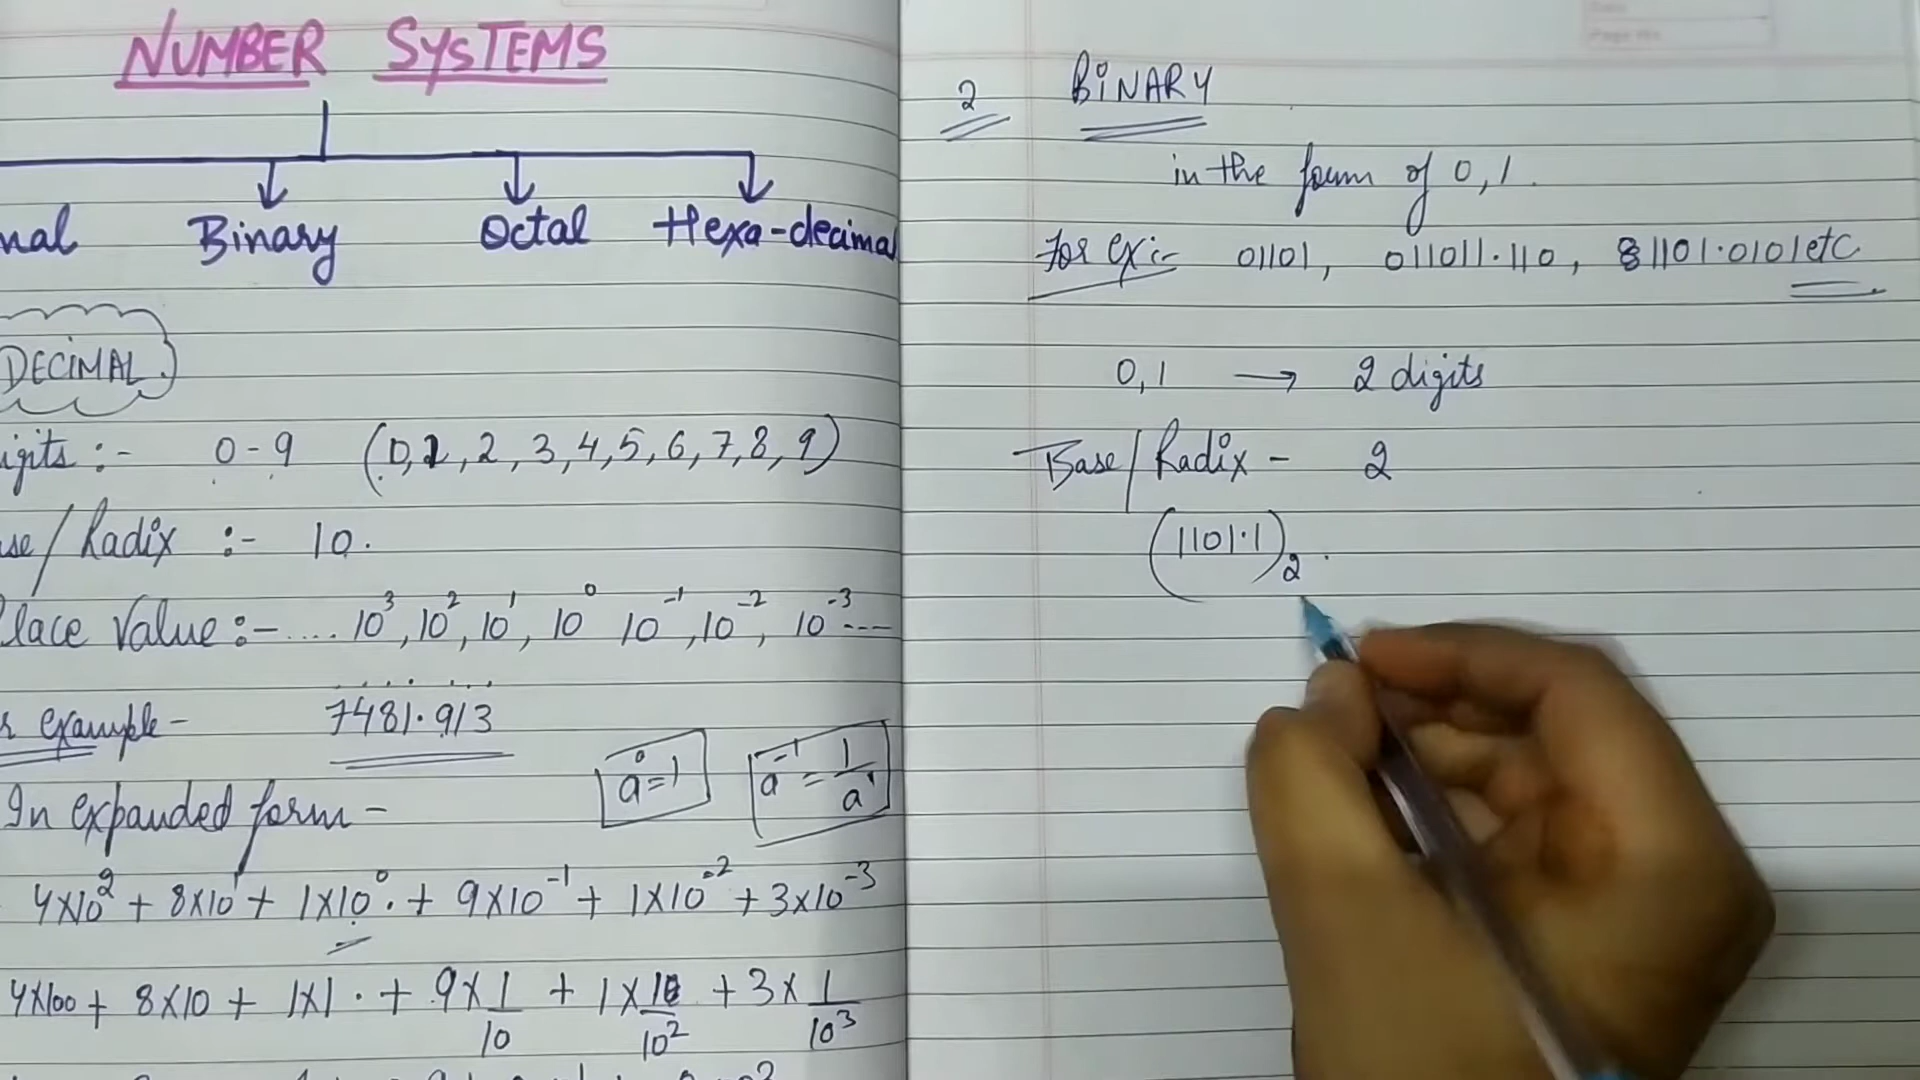 NUMBER SYSTEMS
nal Binary Octal Hexa-decimal
DECIMAL.
igits :- 0-9 (0,1,2,3,4,5,6,7,8,9)
se/Radix :- 10.
lace Value:-....10³,10²,10¹,10⁰ 10⁻¹,10⁻²,10⁻³---
r example- 7481.913
a⁰=1 a⁻¹=1/a¹
In expanded form-
4×10²+8×10¹+1×10⁰.+9×10⁻¹+1×10⁻²+3×10⁻³
4×100+8×10+1×1.+9×1/10+1×10/10²+3×1/10³
2 BINARY
in the form of 0,1.
For ex:- 01101, 011011.110, 81101.0101etc
0,1 → 2 digits
Base/Radix- 2
(1101.1)₂.